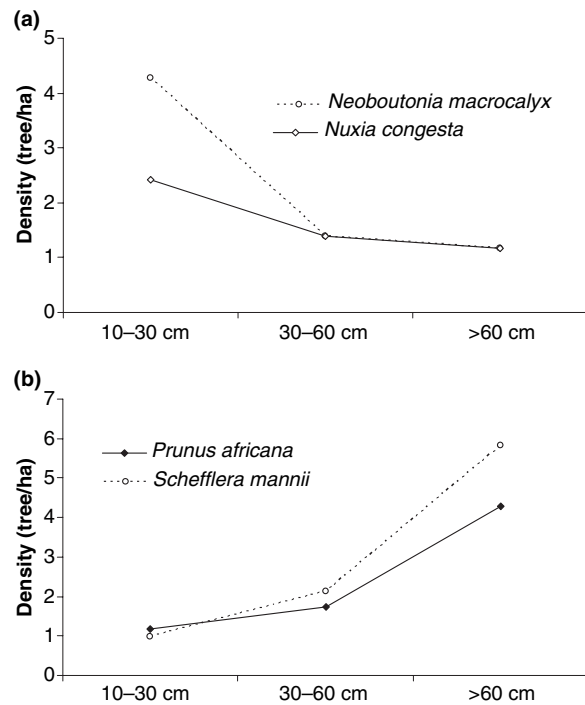 (a)
5
4
3
2
1
0
Density (tree/ha)
Neoboutonia macrocalyx
Nuxia congesta
10–30 cm 30–60 cm >60 cm
(b)
7
6
5
4
3
2
1
0
Density (tree/ha)
Prunus africana
Schefflera mannii
10–30 cm 30–60 cm >60 cm